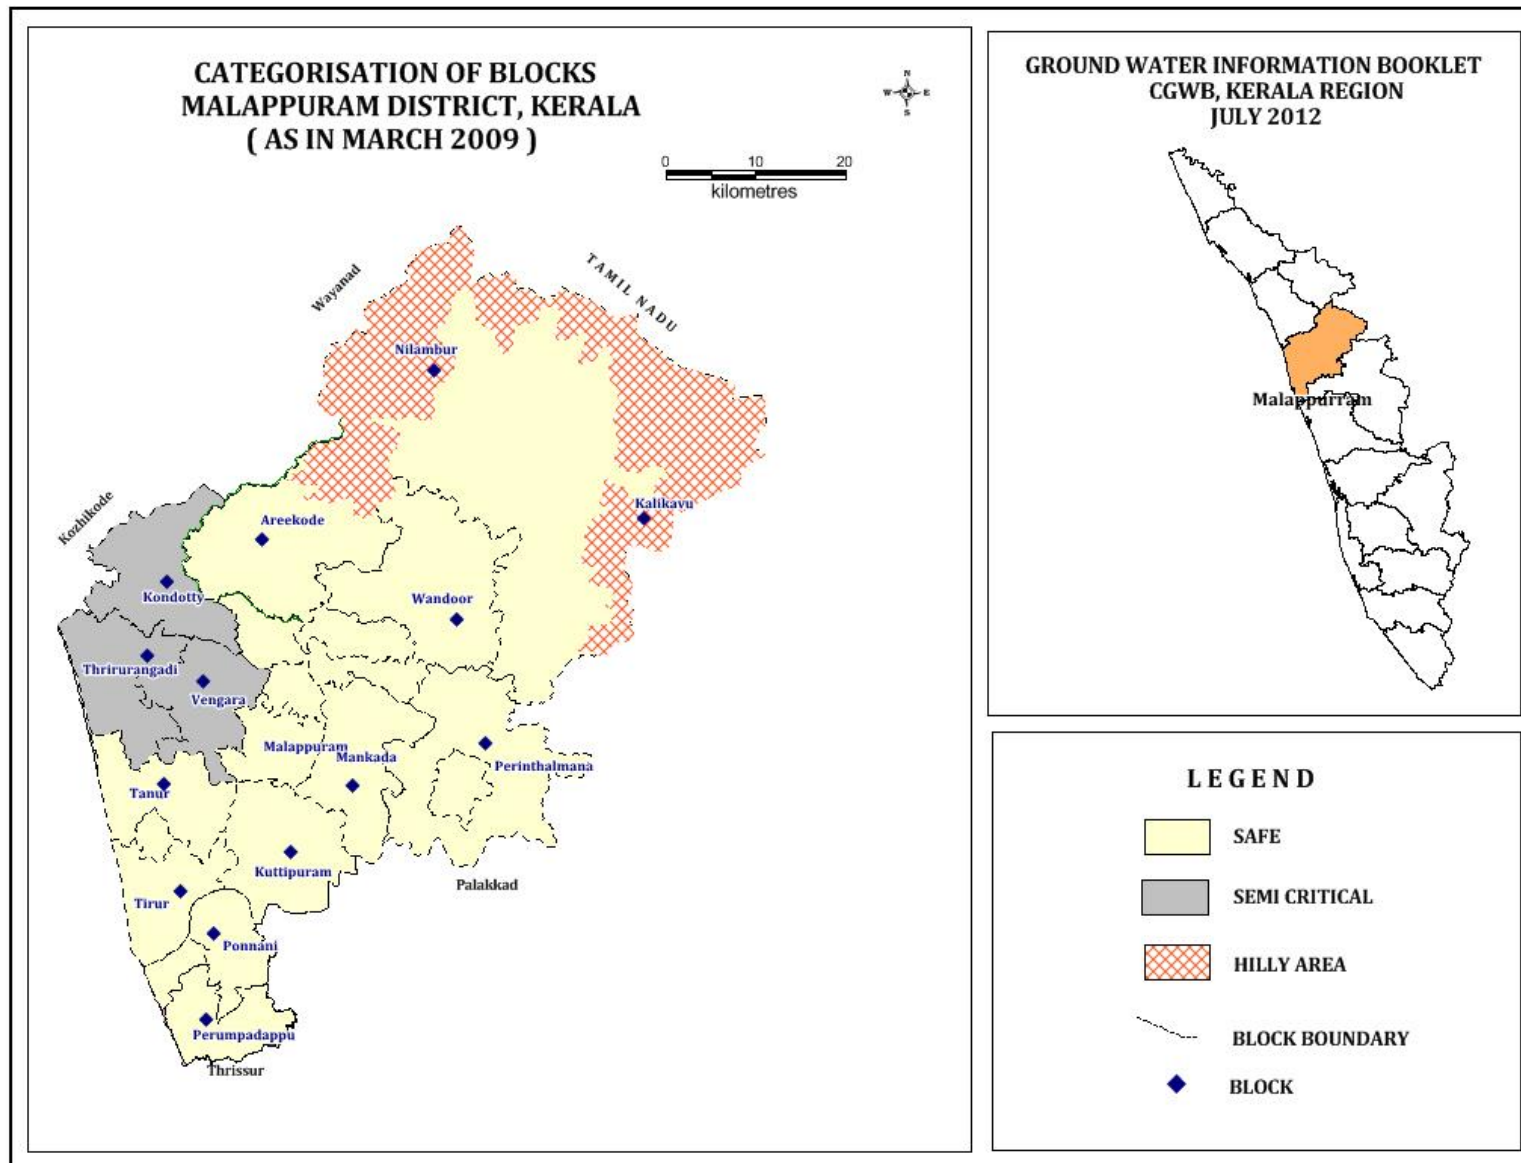 CATEGORISATION OF BLOCKS
MALAPPURAM DISTRICT, KERALA
( AS IN MARCH 2009 )
N
W E
S
0 10 20
kilometres
Wayanad
TAMIL NADU
Nilambur
Kozhikode
Kalikavu
Areekode
Kondotty
Wandoor
Thrirurangadi
Vengara
Malappuram
Mankada
Perinthalmana
Tanur
Kuttipuram
Palakkad
Tirur
Ponnani
Perumpadappu
Thrissur
GROUND WATER INFORMATION BOOKLET
CGWB, KERALA REGION
JULY 2012
Malappurram
LEGEND
SAFE
SEMI CRITICAL
HILLY AREA
BLOCK BOUNDARY
BLOCK